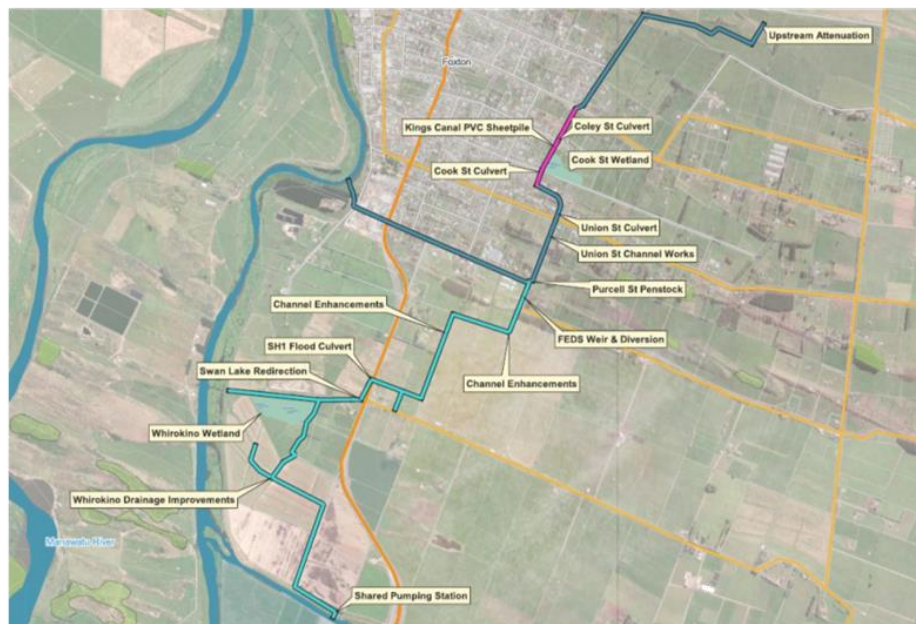 Upstream Attenuation
Foxton
Kings Canal PVC Sheetpile
Coley St Culvert
Cook St Wetland
Cook St Culvert
Union St Culvert
Union St Channel Works
Purcell St Penstock
Channel Enhancements
FEDS Weir & Diversion
SH1 Flood Culvert
Swan Lake Redirection
Channel Enhancements
Whirokino Wetland
Whirokino Drainage Improvements
Manawatu River
Shared Pumping Station